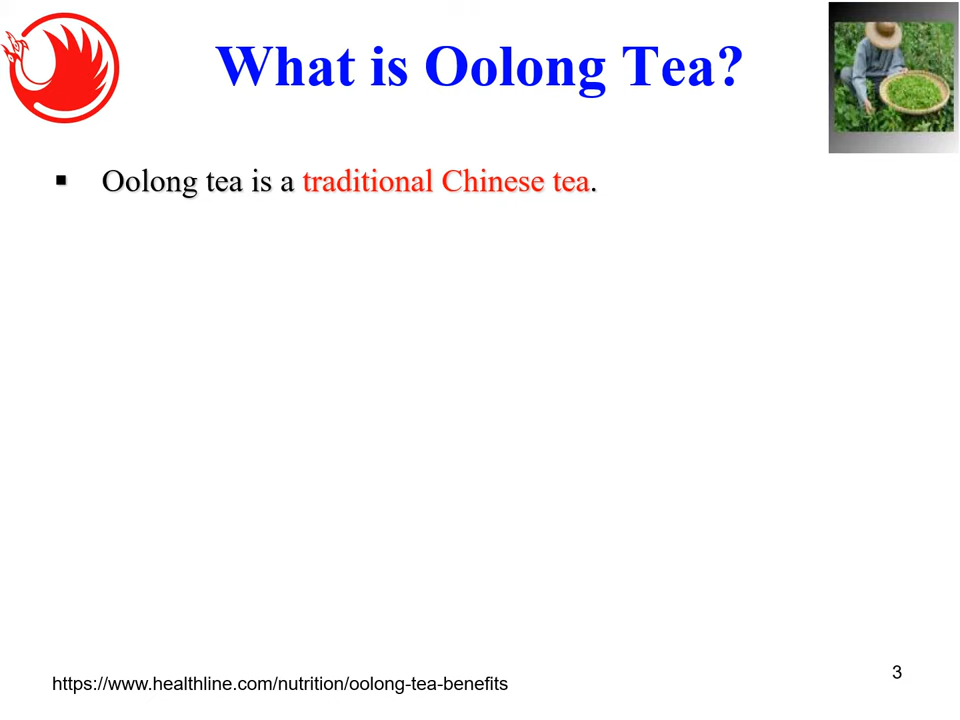 What is Oolong Tea?
▪ Oolong tea is a traditional Chinese tea.
https://www.healthline.com/nutrition/oolong-tea-benefits
3